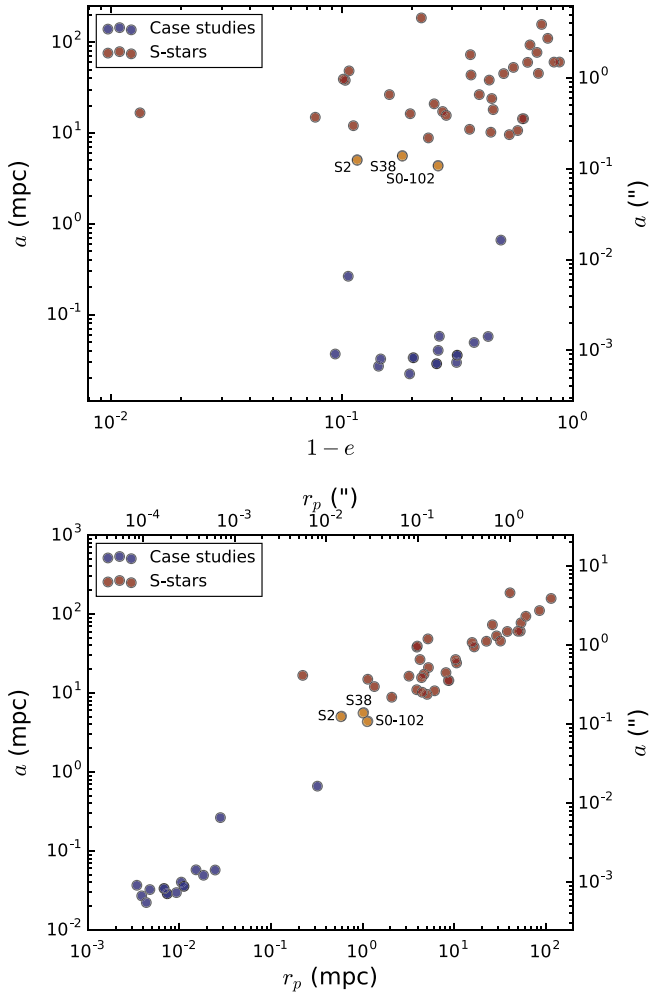 Case studies
S-stars
10²
10¹
10⁰
10⁻¹
a (mpc)
10⁰
10⁻¹
10⁻²
10⁻³
a (")
S2
S38
S0-102
10⁻²
10⁻¹
10⁰
1 − e
r_p (")
10⁻⁴
10⁻³
10⁻²
10⁻¹
10⁰
Case studies
S-stars
10³
10²
10¹
10⁰
10⁻¹
10⁻²
a (mpc)
10¹
10⁰
10⁻¹
10⁻²
10⁻³
a (")
S38
S2
S0-102
10⁻³
10⁻²
10⁻¹
10⁰
10¹
10²
r_p (mpc)